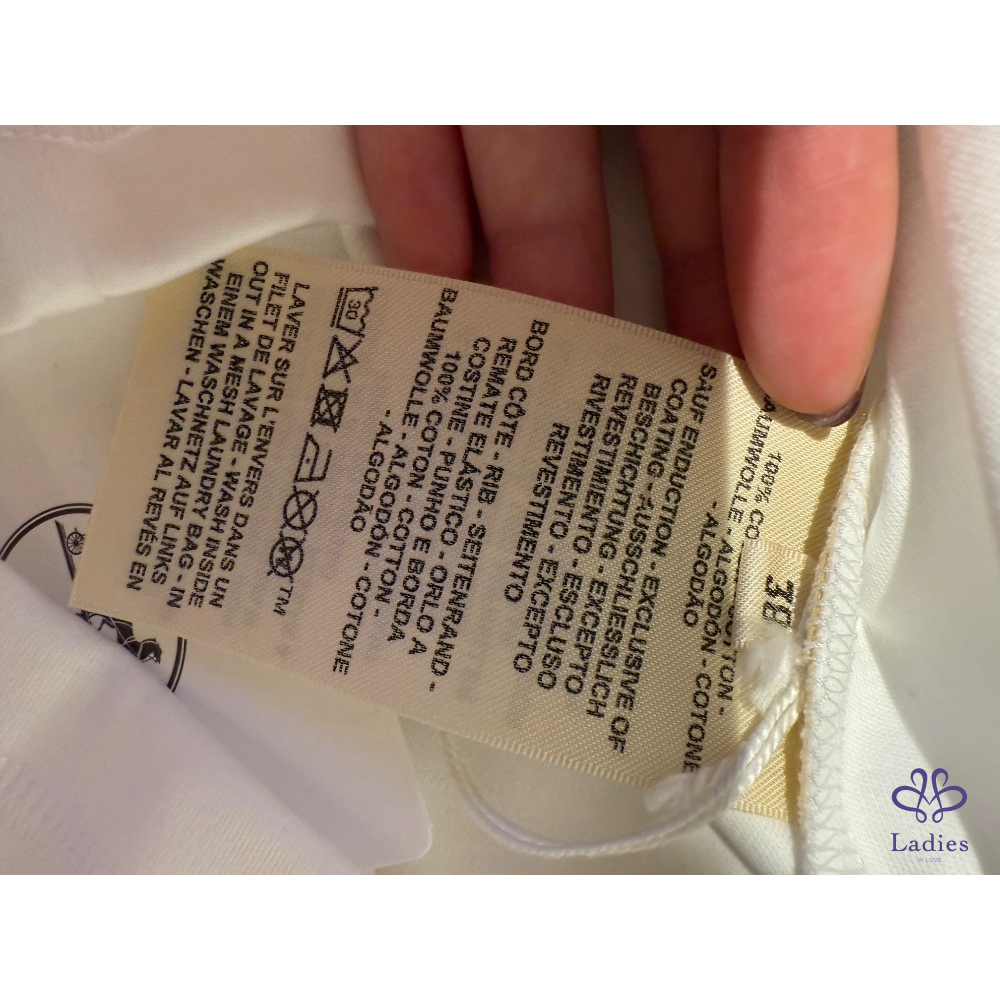 38
100% CO
BAUMWOLLE - ALGODÓN - COTONE
- ALGODÃO
SAUF ENDUCTION - EXCLUSIVE OF
COATING - AUSSCHLIESSLICH
BESCHICHTUNG - EXCEPTO
REVESTIMIENTO - ESCLUSO
RIVESTIMENTO - EXCEPTO
REVESTIMENTO
BORD CÔTE - RIB - SEITENRAND -
REMATE ELÁSTICO - ORLO A
COSTINE - PUNHO E BORDA
100% COTON - COTTON -
BAUMWOLLE - ALGODÓN - COTONE
- ALGODÃO
30
TM
LAVER SUR L'ENVERS DANS UN
FILET DE LAVAGE - WASH INSIDE
OUT IN A MESH LAUNDRY BAG - IN
EINEM WASCHNETZ AUF LINKS
WASCHEN - LAVAR AL REVÉS EN
Ladies
IN LOVE